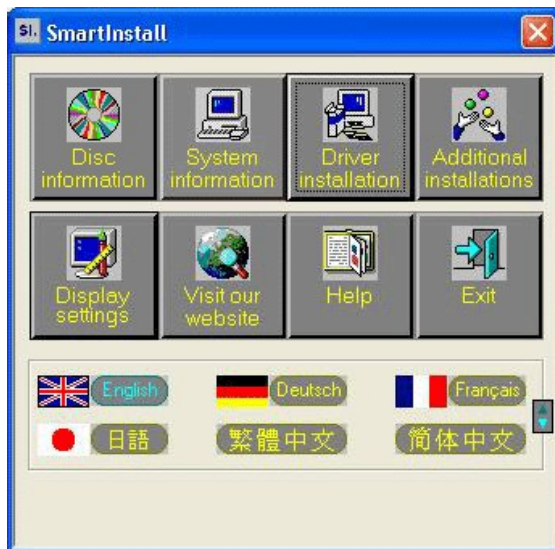 SI. SmartInstall
Disc
information
System
information
Driver
installation
Additional
installations
Display
settings
Visit our
website
Help
Exit
English
Deutsch
Français
日語
繁體中文
简体中文